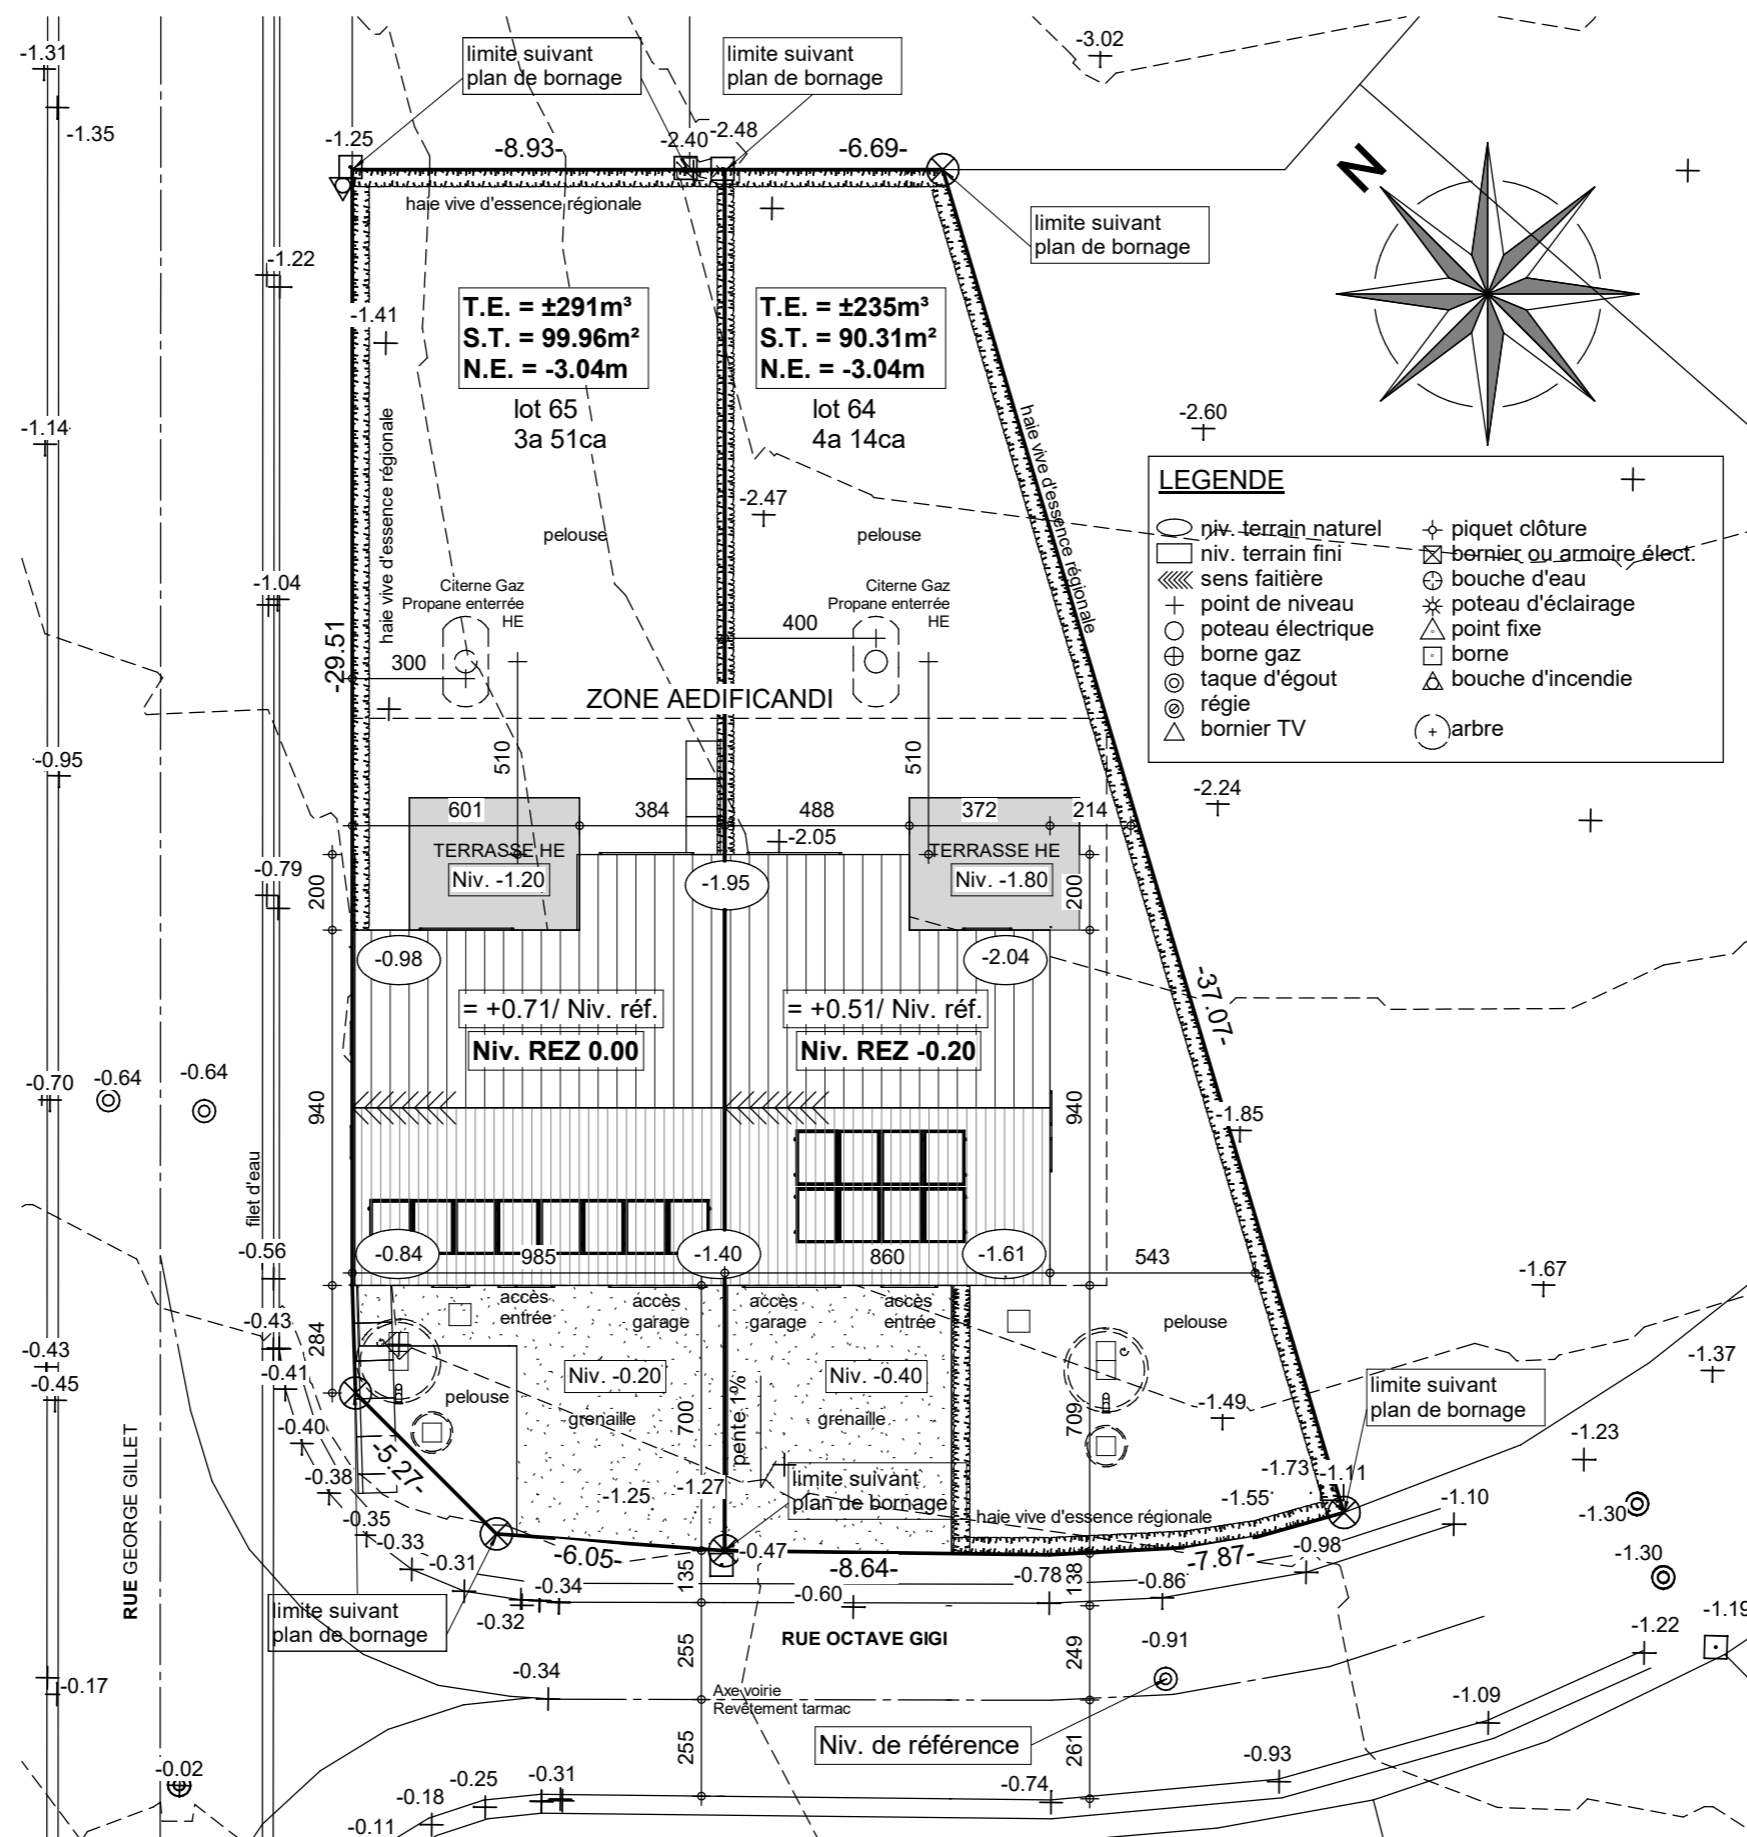 -1.31
-1.35
limite suivant
plan de bornage
limite suivant
plan de bornage
-3.02
-1.25
-8.93-
-2.40
-2.48
-6.69-
haie vive d'essence régionale
limite suivant
plan de bornage
N
-1.22
-1.41
T.E. = ±291m³
S.T. = 99.96m²
N.E. = -3.04m
lot 65
3a 51ca
T.E. = ±235m³
S.T. = 90.31m²
N.E. = -3.04m
lot 64
4a 14ca
haie vive d'essence régionale
haie vive d'essence régionale
-1.14
-2.60
-2.47
pelouse
pelouse
LEGENDE
niv. terrain naturel
niv. terrain fini
sens faitière
point de niveau
poteau électrique
borne gaz
taque d'égout
régie
bornier TV
piquet clôture
bornier ou armoire élect.
bouche d'eau
poteau d'éclairage
point fixe
borne
bouche d'incendie
arbre
-1.04
Citerne Gaz
Propane enterrée
HE
Citerne Gaz
Propane enterrée
HE
400
300
-29.51
ZONE AEDIFICANDI
510
510
-0.95
-2.24
601
384
488
372
214
-2.05
TERRASSE HE
Niv. -1.20
TERRASSE HE
Niv. -1.80
-0.79
200
200
-1.95
-0.98
-2.04
= +0.71/ Niv. réf.
Niv. REZ 0.00
= +0.51/ Niv. réf.
Niv. REZ -0.20
-37.07-
-0.70
-0.64
-0.64
940
940
-1.85
filet d'eau
-0.56
-0.84
985
-1.40
860
-1.61
543
-1.67
accès
entrée
accès
garage
accès
garage
accès
entrée
pelouse
-0.43
284
-0.43
-0.45
-0.41
Niv. -0.20
Niv. -0.40
pelouse
grenaille
700
pente 1%
grenaille
709
-1.49
limite suivant
plan de bornage
-1.37
-0.40
-5.27-
-1.23
-0.38
-1.25
-1.27
limite suivant
plan de bornage
-1.73
-1.11
-1.55
-1.10
-1.30
haie vive d'essence régionale
RUE GEORGE GILLET
-0.35
-0.33
-0.31
-6.05-
-0.47
-8.64-
-7.87-
-0.98
-1.30
135
138
-0.34
-0.32
-0.60
-0.78
-0.86
limite suivant
plan de bornage
RUE OCTAVE GIGI
-0.91
-1.22
-1.19
255
249
-0.34
-0.17
Axe voirie
Revêtement tarmac
-1.09
Niv. de référence
255
261
-0.93
-0.02
-0.25
-0.31
-0.74
-0.18
-0.11